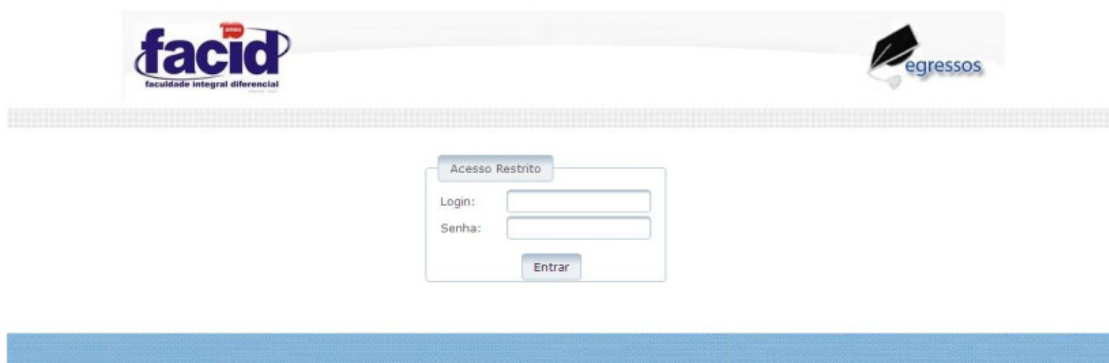 facid
faculdade integral diferencial
egressos
Acesso Restrito
Login:
Senha:
Entrar